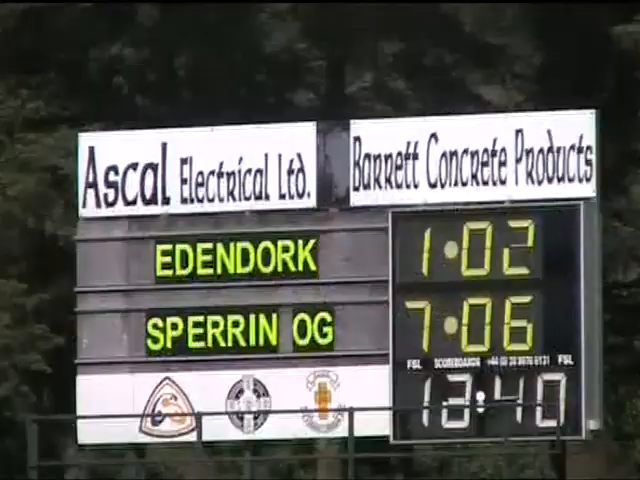 Ascal Electrical Ltd.
Barrett Concrete Products
EDENDORK 1·02
SPERRIN OG 7·06
FSL SCOREBOARDS FSL
13:40